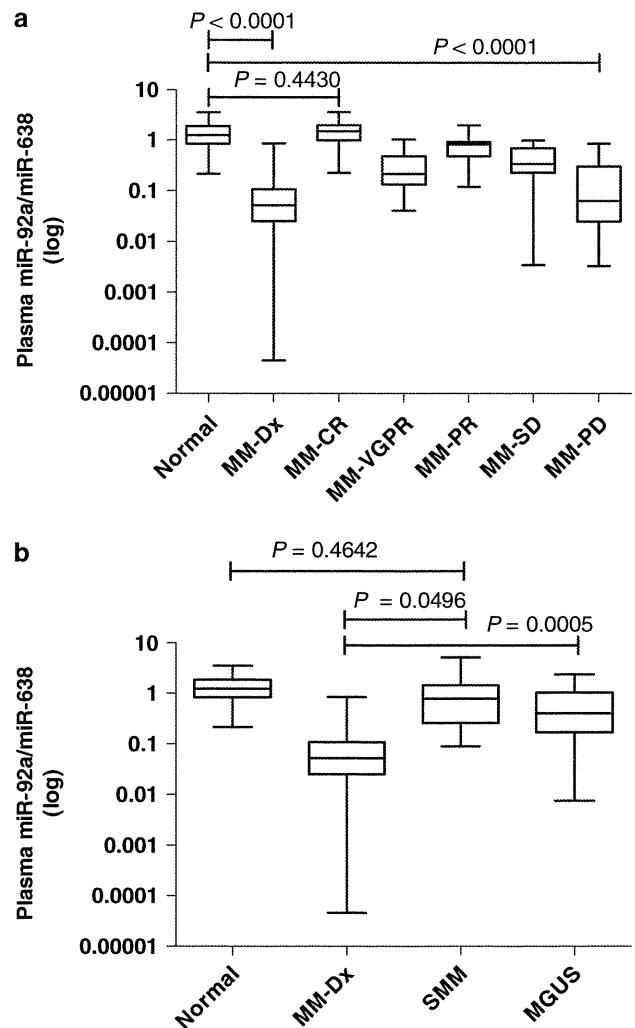 a
P < 0.0001
P < 0.0001
P = 0.4430
10
1
0.1
0.01
0.001
0.0001
0.00001
Plasma miR-92a/miR-638
(log)
Normal
MM-Dx
MM-CR
MM-VGPR
MM-PR
MM-SD
MM-PD
b
P = 0.4642
P = 0.0496
P = 0.0005
10
1
0.1
0.01
0.001
0.0001
0.00001
Plasma miR-92a/miR-638
(log)
Normal
MM-Dx
SMM
MGUS